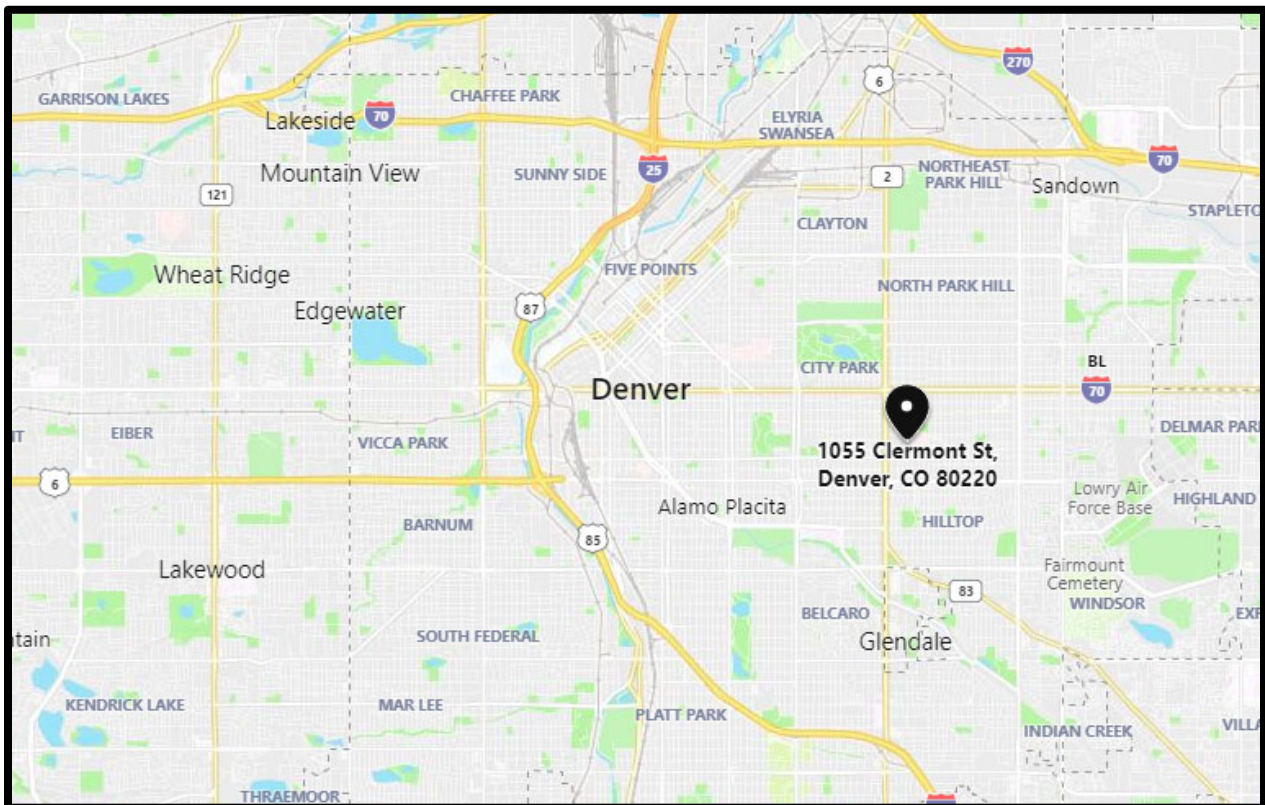 270
6
GARRISON LAKES
CHAFFEE PARK
Lakeside
70
ELYRIA
SWANSEA
Mountain View
SUNNY SIDE
25
2
NORTHEAST
PARK HILL
70
Sandown
121
STAPLETO
CLAYTON
Wheat Ridge
FIVE POINTS
NORTH PARK HILL
Edgewater
87
CITY PARK
BL
70
Denver
EIBER
VICCA PARK
DELMAR PAR
1055 Clermont St,
Denver, CO 80220
6
Lowry Air
Force Base
HIGHLAND
Alamo Placita
BARNUM
HILLTOP
85
Lakewood
Fairmount
Cemetery
83
WINDSOR
BELCARO
EXP
SOUTH FEDERAL
Glendale
tain
KENDRICK LAKE
MAR LEE
PLATT PARK
INDIAN CREEK
VILLA
THRAEMOOR